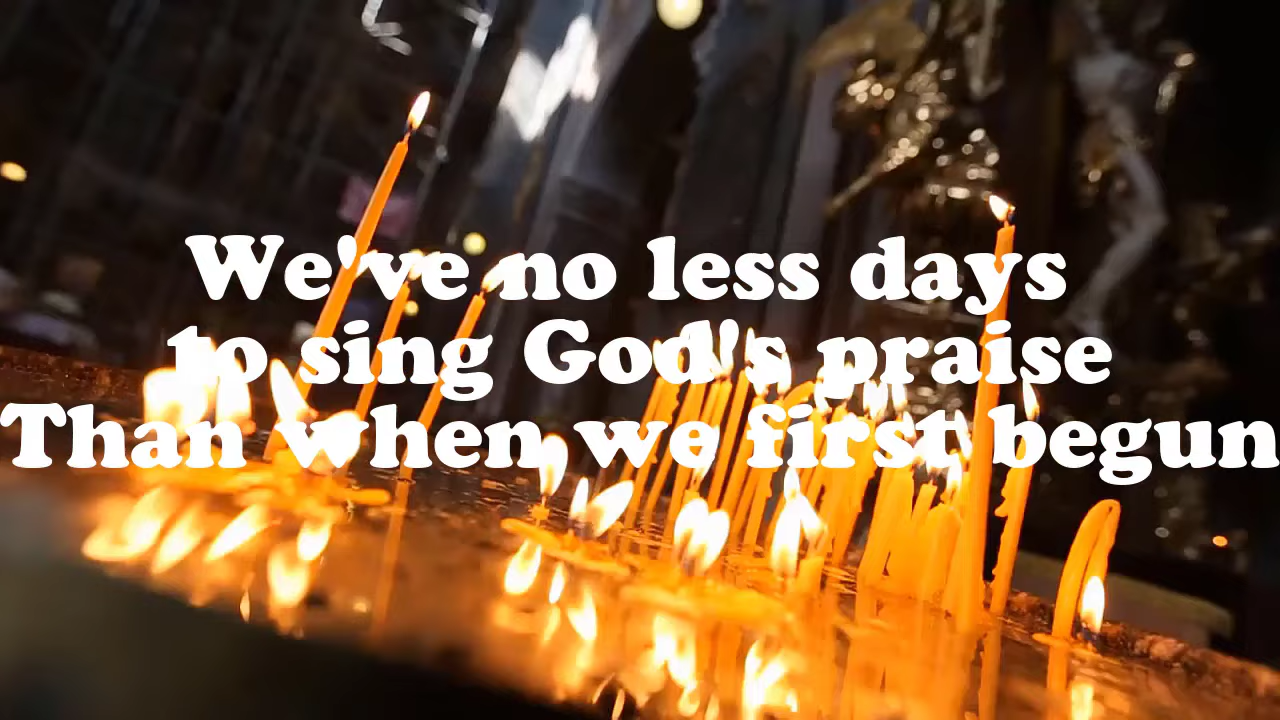 We've no less days
to sing God's praise
Than when we first begun